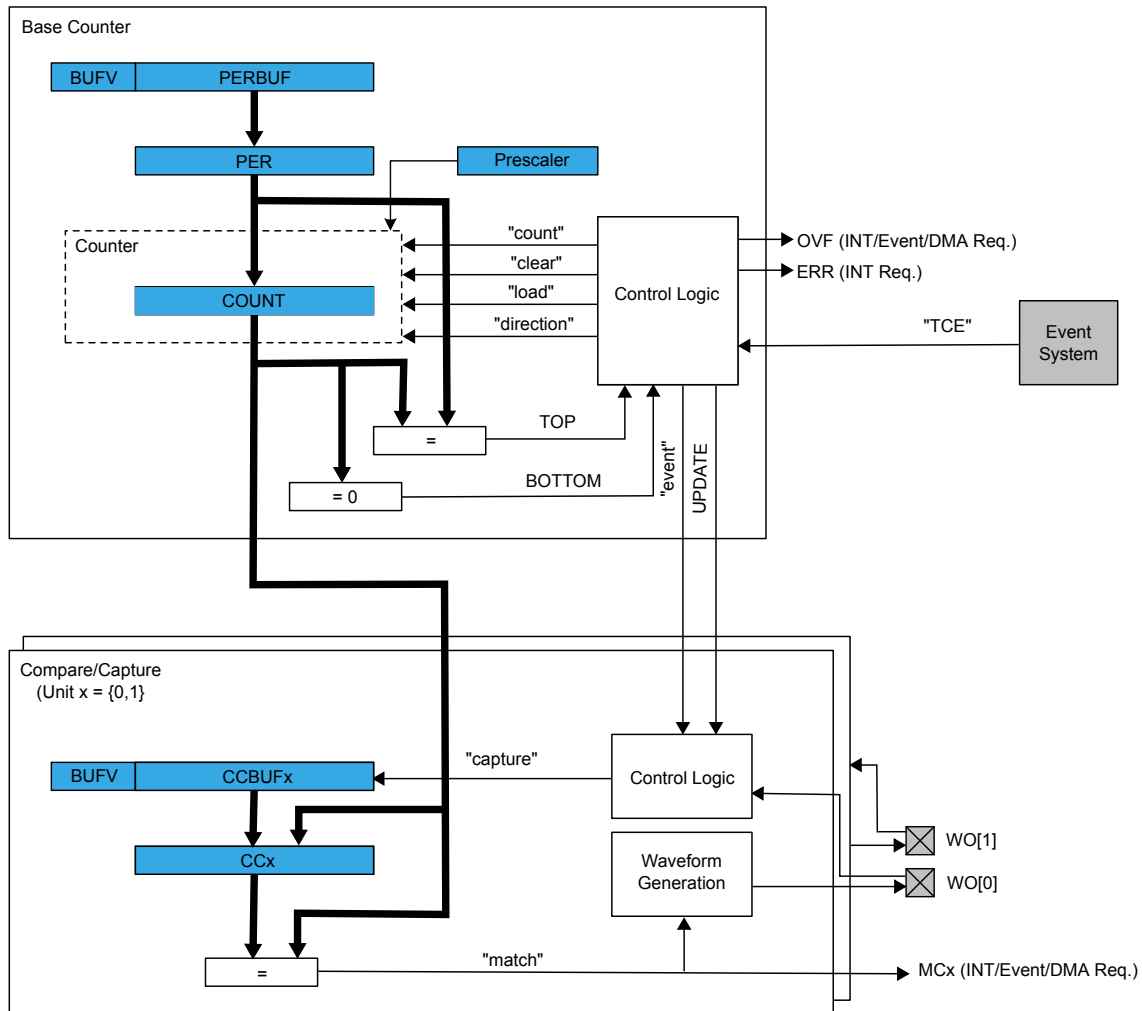 Base Counter
BUFV
PERBUF
PER
Prescaler
Counter
"count"
OVF (INT/Event/DMA Req.)
"clear"
ERR (INT Req.)
COUNT
"load"
Control Logic
"direction"
"TCE"
Event
System
=
TOP
= 0
BOTTOM
"event"
UPDATE
Compare/Capture
(Unit x = {0,1}
BUFV
CCBUFx
"capture"
Control Logic
CCx
Waveform
Generation
WO[1]
WO[0]
=
"match"
MCx (INT/Event/DMA Req.)